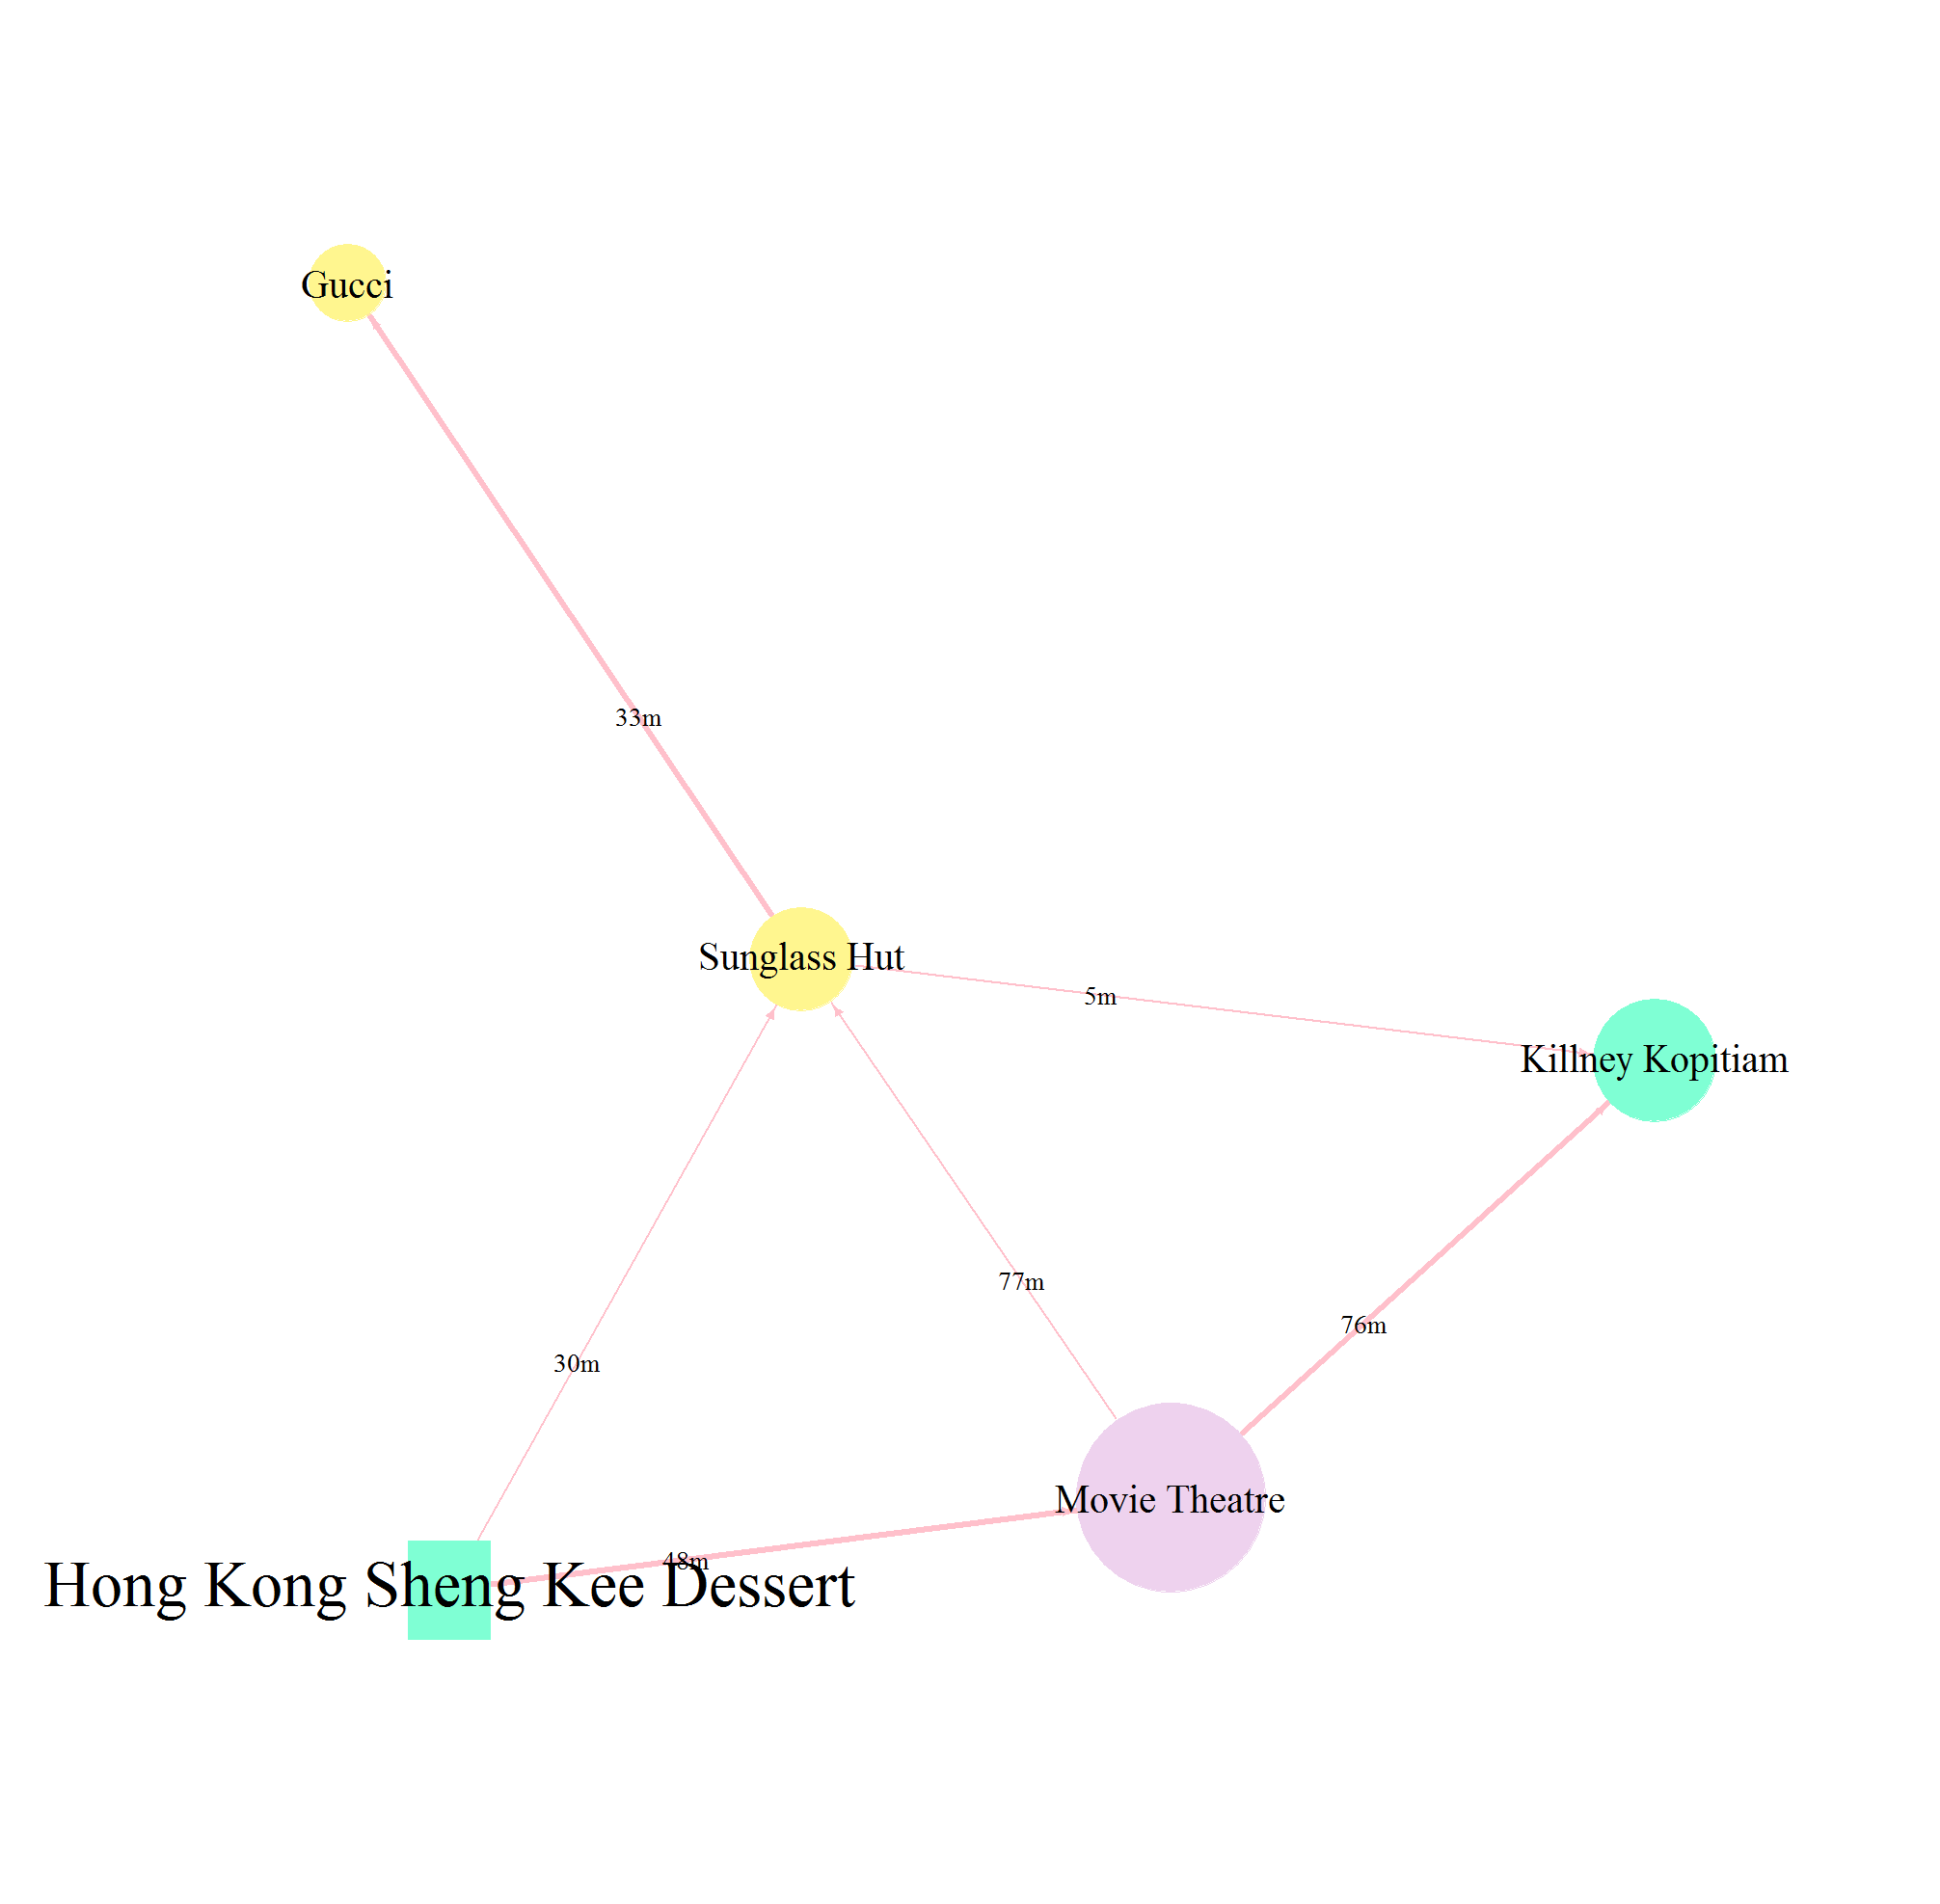 Gucci
33m
Sunglass Hut
5m
Killney Kopitiam
77m
76m
30m
Movie Theatre
48m
Hong Kong Sheng Kee Dessert